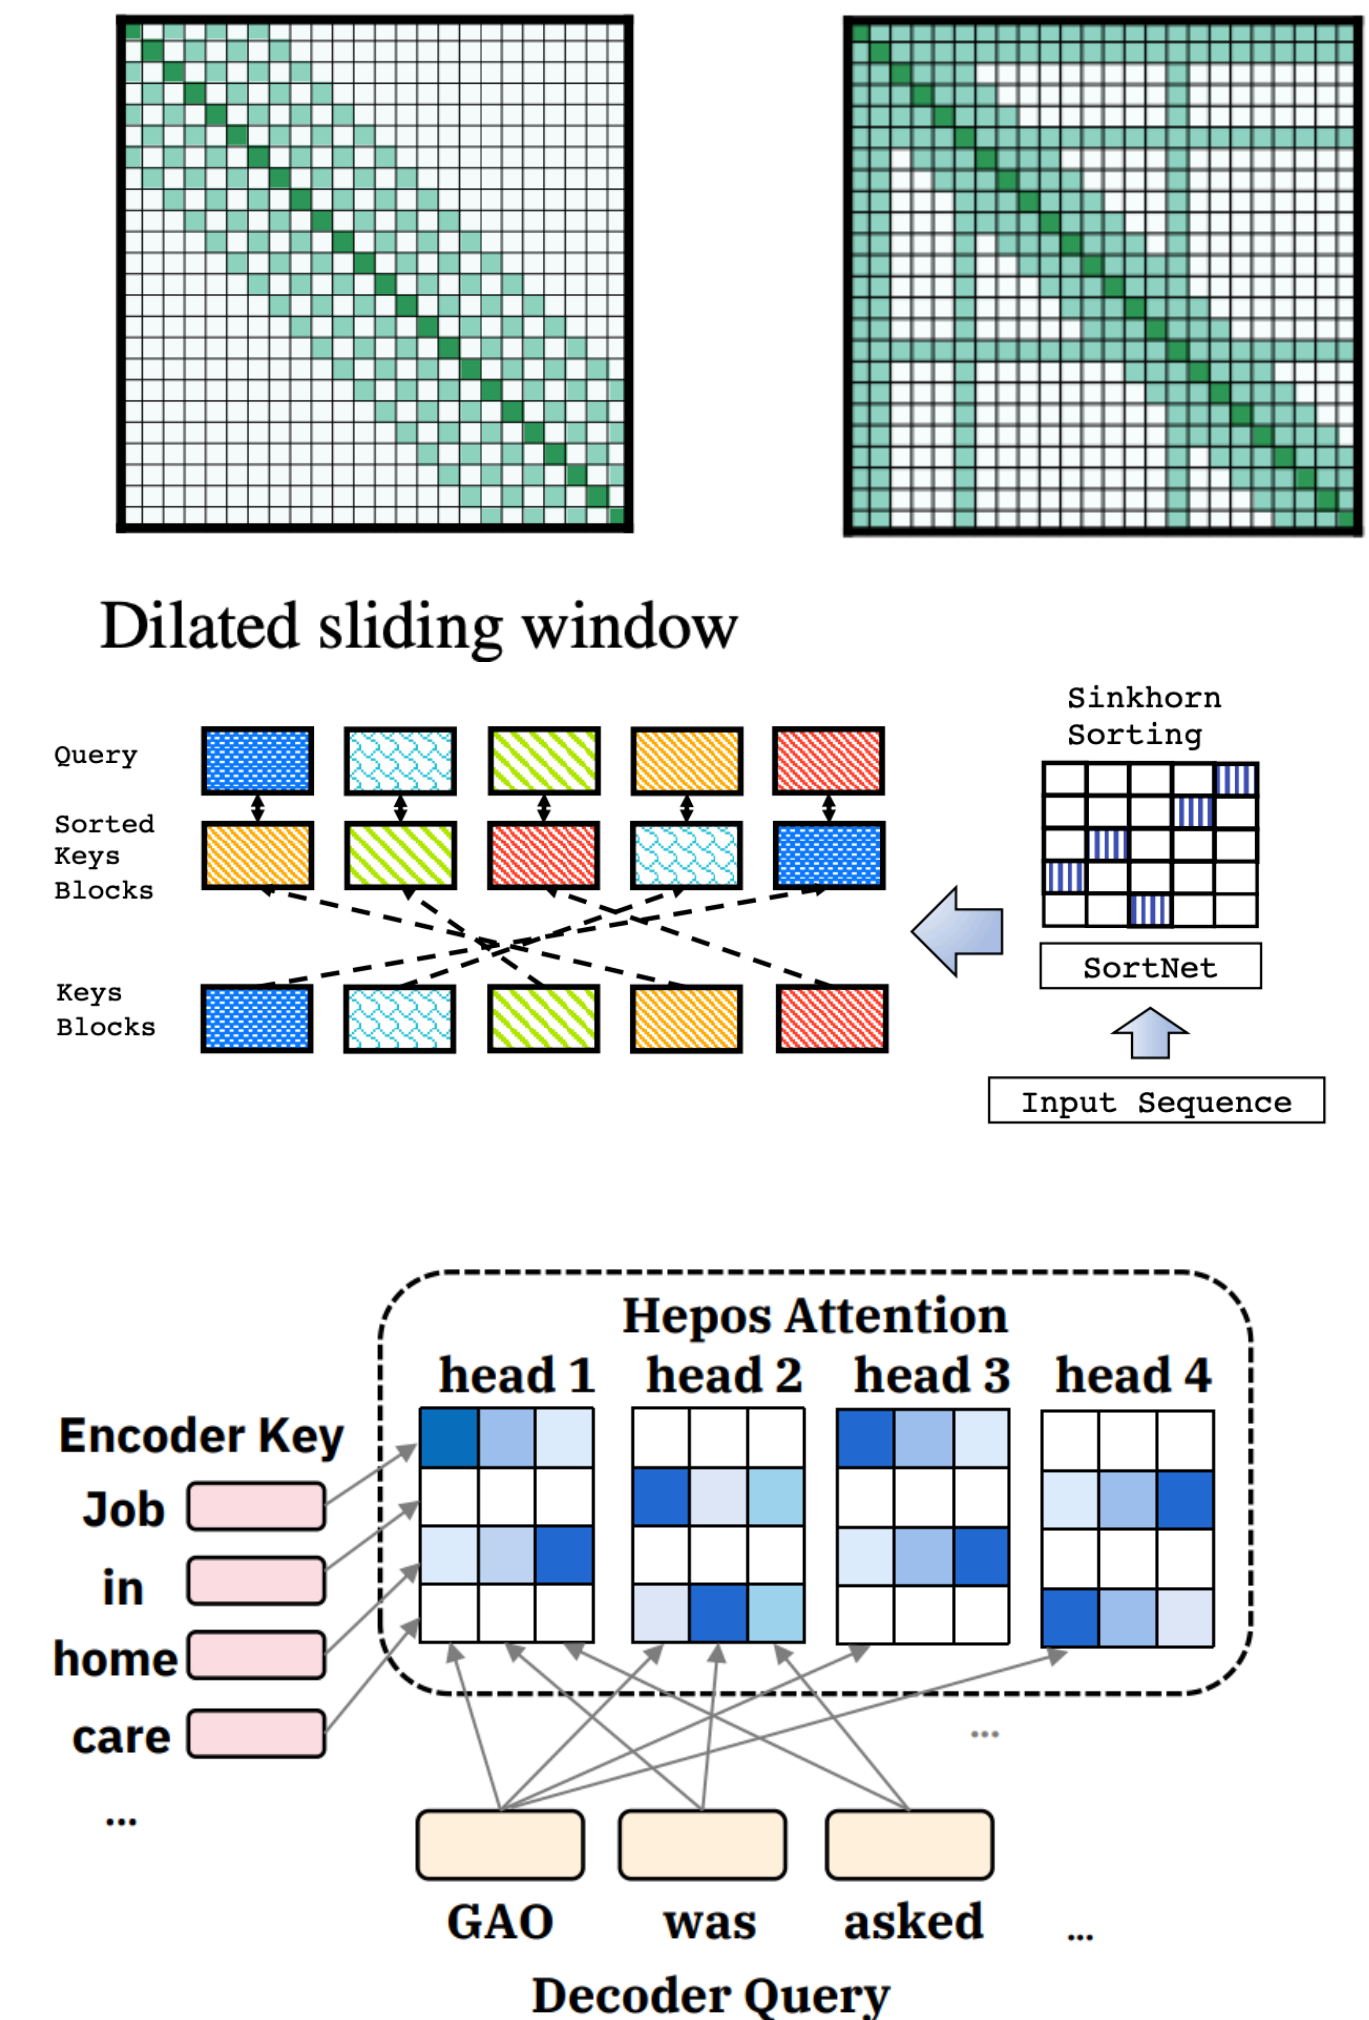 Dilated sliding window
Sinkhorn
Sorting
Query
Sorted
Keys
Blocks
SortNet
Keys
Blocks
Input Sequence
Hepos Attention
head 1 head 2 head 3 head 4
Encoder Key
Job
in
home
care
...
...
GAO was asked ...
Decoder Query